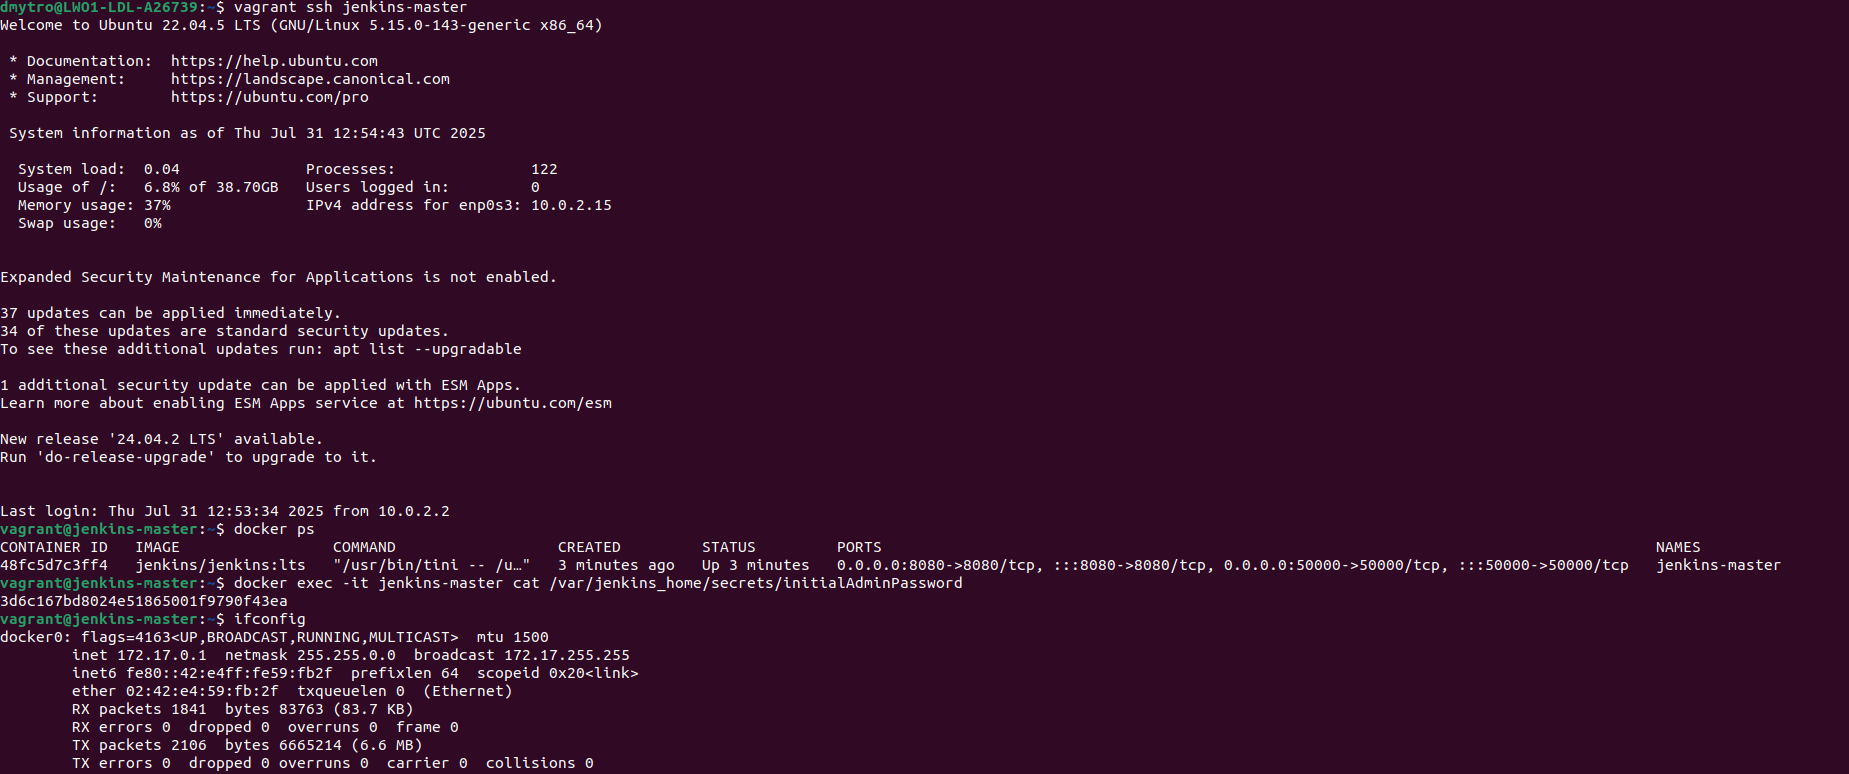 dmytro@LWO1-LDL-A26739:~$ vagrant ssh jenkins-master
Welcome to Ubuntu 22.04.5 LTS (GNU/Linux 5.15.0-143-generic x86_64)
 * Documentation:  https://help.ubuntu.com
 * Management:     https://landscape.canonical.com
 * Support:        https://ubuntu.com/pro
 System information as of Thu Jul 31 12:54:43 UTC 2025
  System load:  0.04              Processes:               122
  Usage of /:   6.8% of 38.70GB   Users logged in:         0
  Memory usage: 37%               IPv4 address for enp0s3: 10.0.2.15
  Swap usage:   0%
Expanded Security Maintenance for Applications is not enabled.
37 updates can be applied immediately.
34 of these updates are standard security updates.
To see these additional updates run: apt list --upgradable
1 additional security update can be applied with ESM Apps.
Learn more about enabling ESM Apps service at https://ubuntu.com/esm
New release '24.04.2 LTS' available.
Run 'do-release-upgrade' to upgrade to it.
Last login: Thu Jul 31 12:53:34 2025 from 10.0.2.2
vagrant@jenkins-master:~$ docker ps
CONTAINER ID   IMAGE                 COMMAND                  CREATED         STATUS         PORTS                                                                                      NAMES
48fc5d7c3ff4   jenkins/jenkins:lts   "/usr/bin/tini -- /u…"   3 minutes ago   Up 3 minutes   0.0.0.0:8080->8080/tcp, :::8080->8080/tcp, 0.0.0.0:50000->50000/tcp, :::50000->50000/tcp   jenkins-master
vagrant@jenkins-master:~$ docker exec -it jenkins-master cat /var/jenkins_home/secrets/initialAdminPassword
3d6c167bd8024e51865001f9790f43ea
vagrant@jenkins-master:~$ ifconfig
docker0: flags=4163<UP,BROADCAST,RUNNING,MULTICAST>  mtu 1500
        inet 172.17.0.1  netmask 255.255.0.0  broadcast 172.17.255.255
        inet6 fe80::42:e4ff:fe59:fb2f  prefixlen 64  scopeid 0x20<link>
        ether 02:42:e4:59:fb:2f  txqueuelen 0  (Ethernet)
        RX packets 1841  bytes 83763 (83.7 KB)
        RX errors 0  dropped 0  overruns 0  frame 0
        TX packets 2106  bytes 6665214 (6.6 MB)
        TX errors 0  dropped 0 overruns 0  carrier 0  collisions 0